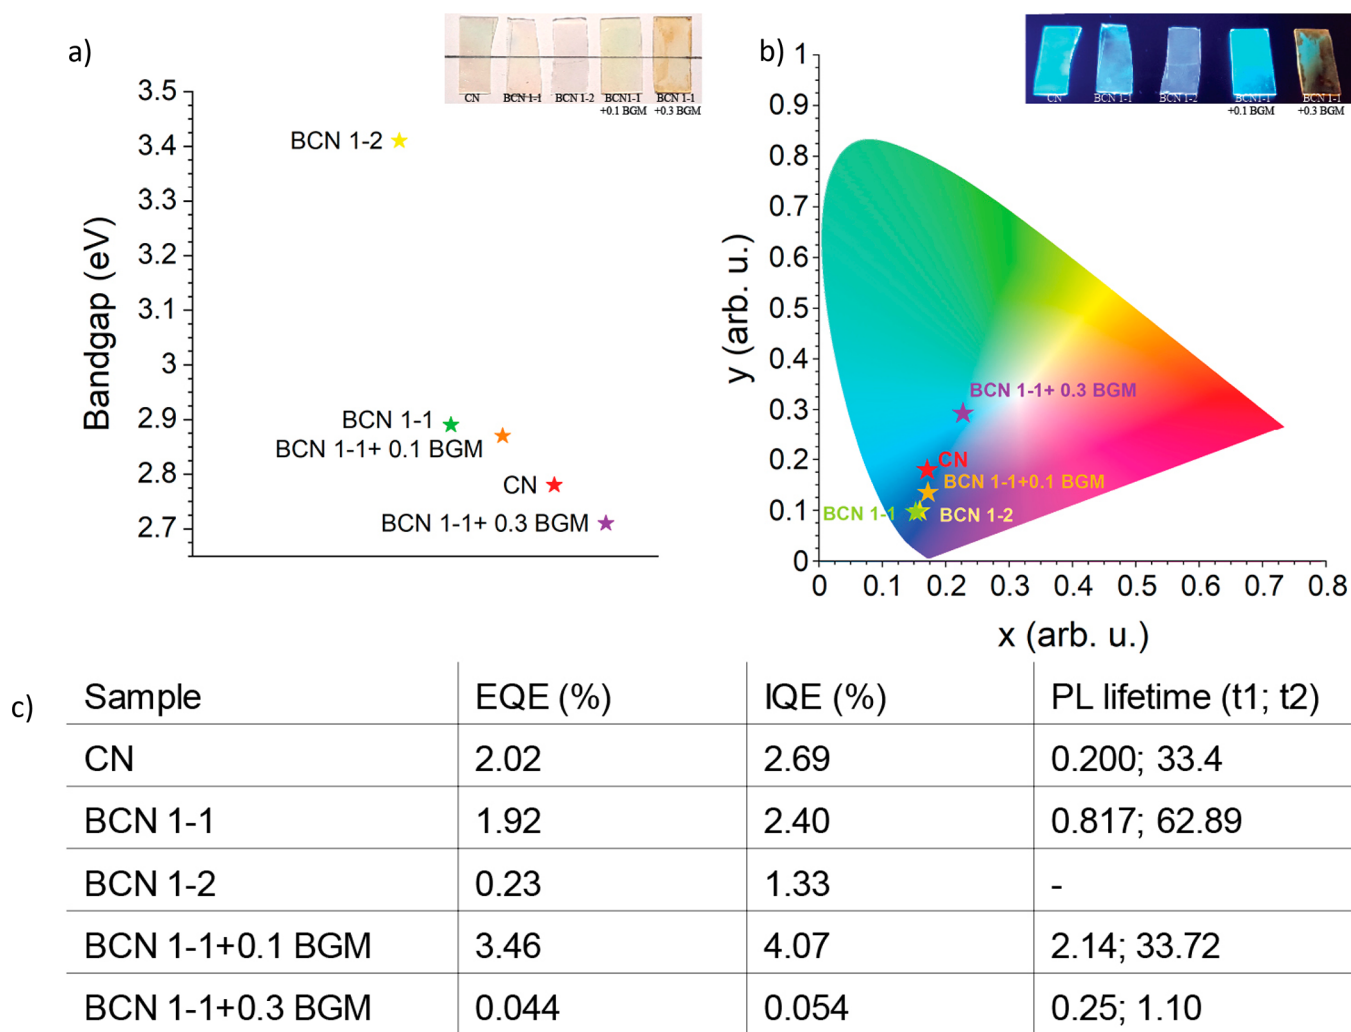 a)
CN
BCN 1-1
BCN 1-2
BCN1-1
+0.1 BGM
BCN 1-1
+0.3 BGM
3.5
3.4
3.3
3.2
3.1
3
2.9
2.8
2.7
Bandgap (eV)
BCN 1-2
BCN 1-1
BCN 1-1+ 0.1 BGM
CN
BCN 1-1+ 0.3 BGM
b)
CN
BCN 1-1
BCN 1-2
BCN1-1
+0.1 BGM
BCN 1-1
+0.3 BGM
1
0.9
0.8
0.7
0.6
0.5
0.4
0.3
0.2
0.1
0
y (arb. u.)
BCN 1-1+ 0.3 BGM
CN
BCN 1-1+0.1 BGM
BCN 1-1
BCN 1-2
0 0.1 0.2 0.3 0.4 0.5 0.6 0.7 0.8
x (arb. u.)
c)
Sample EQE (%) IQE (%) PL lifetime (t1; t2)
CN 2.02 2.69 0.200; 33.4
BCN 1-1 1.92 2.40 0.817; 62.89
BCN 1-2 0.23 1.33 -
BCN 1-1+0.1 BGM 3.46 4.07 2.14; 33.72
BCN 1-1+0.3 BGM 0.044 0.054 0.25; 1.10